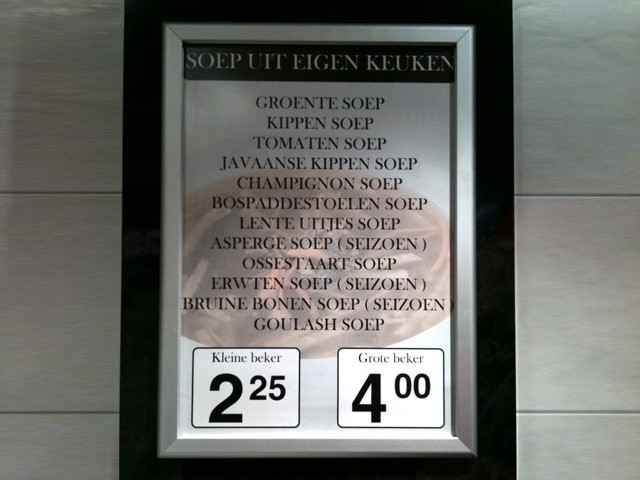 SOEP UIT EIGEN KEUKEN
GROENTE SOEP
KIPPEN SOEP
TOMATEN SOEP
JAVAANSE KIPPEN SOEP
CHAMPIGNON SOEP
BOSPADDESTOELEN SOEP
LENTE UITJES SOEP
ASPERGE SOEP ( SEIZOEN )
OSSESTAART SOEP
ERWTEN SOEP ( SEIZOEN )
BRUINE BONEN SOEP ( SEIZOEN )
GOULASH SOEP
Kleine beker Grote beker
2 25 4 00